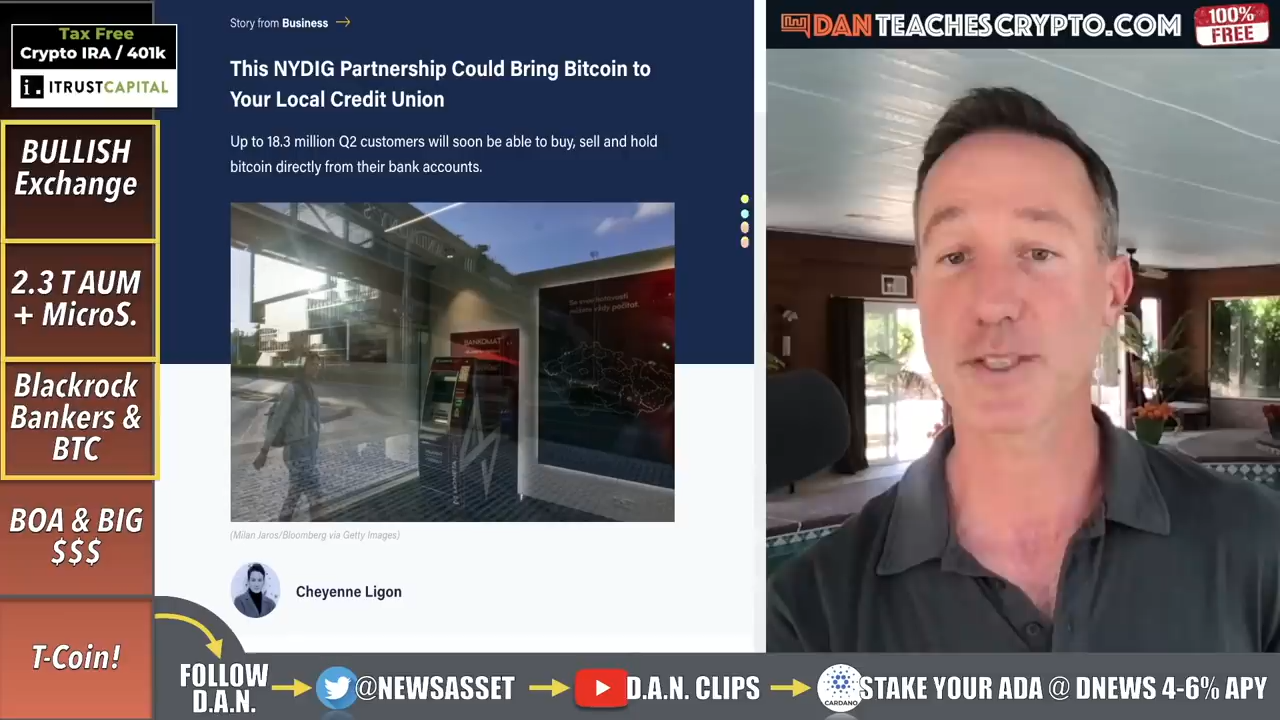 Tax Free
Crypto IRA / 401k
i. ITRUSTCAPITAL
BULLISH
Exchange
2.3 T AUM
+ MicroS.
Blackrock
Bankers &
BTC
BOA & BIG
$$$
T-Coin!
Story from Business
This NYDIG Partnership Could Bring Bitcoin to
Your Local Credit Union
Up to 18.3 million Q2 customers will soon be able to buy, sell and hold
bitcoin directly from their bank accounts.
BANKOMAT
(Milan Jaros/Bloomberg via Getty Images)
Cheyenne Ligon
DANTEACHESCRYPTO.COM
100%
FREE
FOLLOW
D.A.N.
@NEWSASSET
D.A.N. CLIPS
CARDANO
STAKE YOUR ADA @ DNEWS 4-6% APY